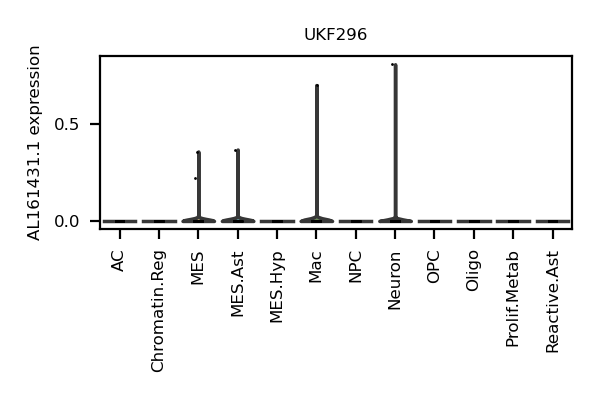 UKF296
AL161431.1 expression
0.5
0.0
AC
Chromatin.Reg
MES
MES.Ast
MES.Hyp
Mac
NPC
Neuron
OPC
Oligo
Prolif.Metab
Reactive.Ast